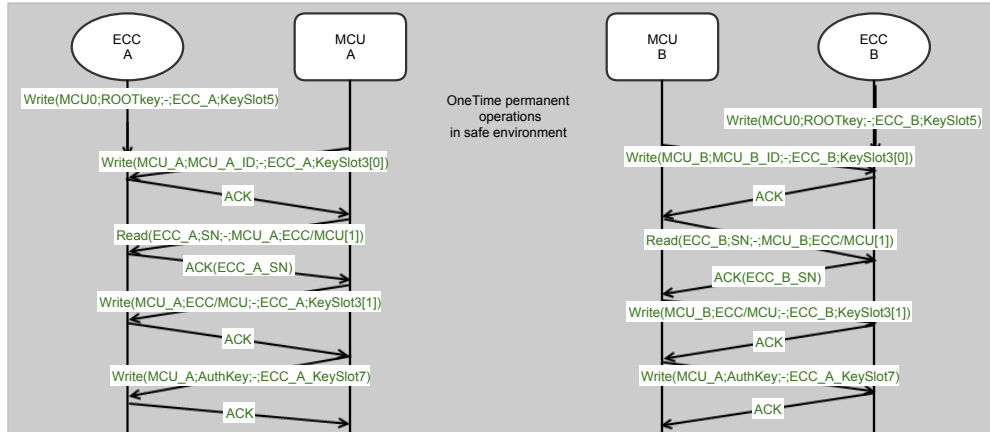 ECC
A
MCU
A
MCU
B
ECC
B
OneTime permanent
operations
in safe environment
Write(MCU0;ROOTkey;-;ECC_A;KeySlot5)
Write(MCU_A;MCU_A_ID;-;ECC_A;KeySlot3[0])
ACK
Read(ECC_A;SN;-;MCU_A;ECC/MCU[1])
ACK(ECC_A_SN)
Write(MCU_A;ECC/MCU;-;ECC_A;KeySlot3[1])
ACK
Write(MCU_A;AuthKey;-;ECC_A_KeySlot7)
ACK
Write(MCU0;ROOTkey;-;ECC_B;KeySlot5)
Write(MCU_B;MCU_B_ID;-;ECC_B;KeySlot3[0])
ACK
Read(ECC_B;SN;-;MCU_B;ECC/MCU[1])
ACK(ECC_B_SN)
Write(MCU_B;ECC/MCU;-;ECC_B;KeySlot3[1])
ACK
Write(MCU_A;AuthKey;-;ECC_A_KeySlot7)
ACK